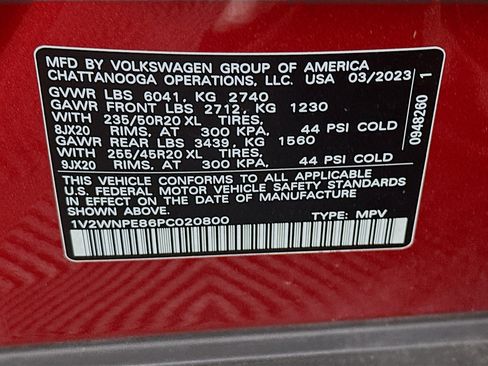 MFD BY VOLKSWAGEN GROUP OF AMERICA
CHATTANOOGA OPERATIONS, LLC. USA 03/2023
GVWR LBS 6041, KG 2740
GAWR FRONT LBS 2712, KG 1230
235/50R20 XL TIRES,
8JX20 RIMS, AT 300 KPA, 44 PSI COLD
GAWR REAR LBS 3439, KG 1560
255/45R20 XL TIRES,
9JX20 RIMS, AT 300 KPA, 44 PSI COLD
THIS VEHICLE CONFORMS TO ALL APPLICABLE
U.S. FEDERAL MOTOR VEHICLE SAFETY STANDARDS
IN EFFECT ON THE DATE OF MANUFACTURE
SHOWN ABOVE.
1V2WNPE86PC020800 TYPE: MPV
0948260 1